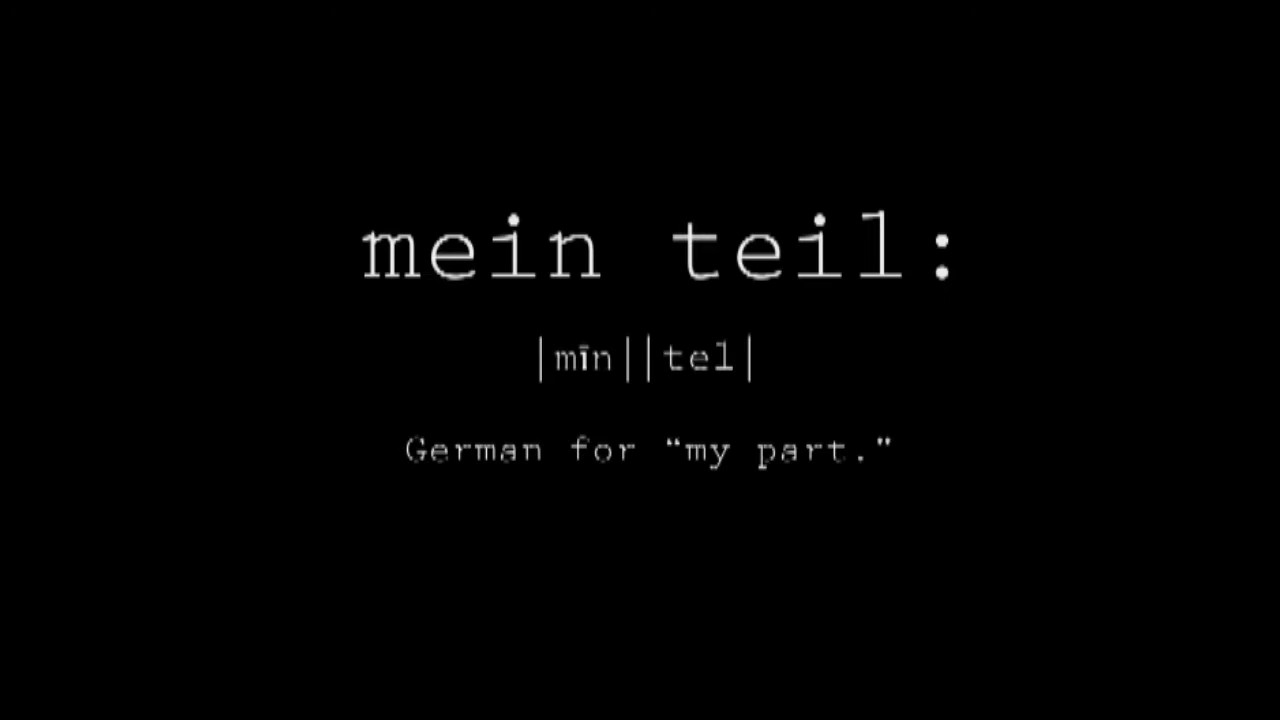 mein teil:
|mīn||tel|
German for “my part.”